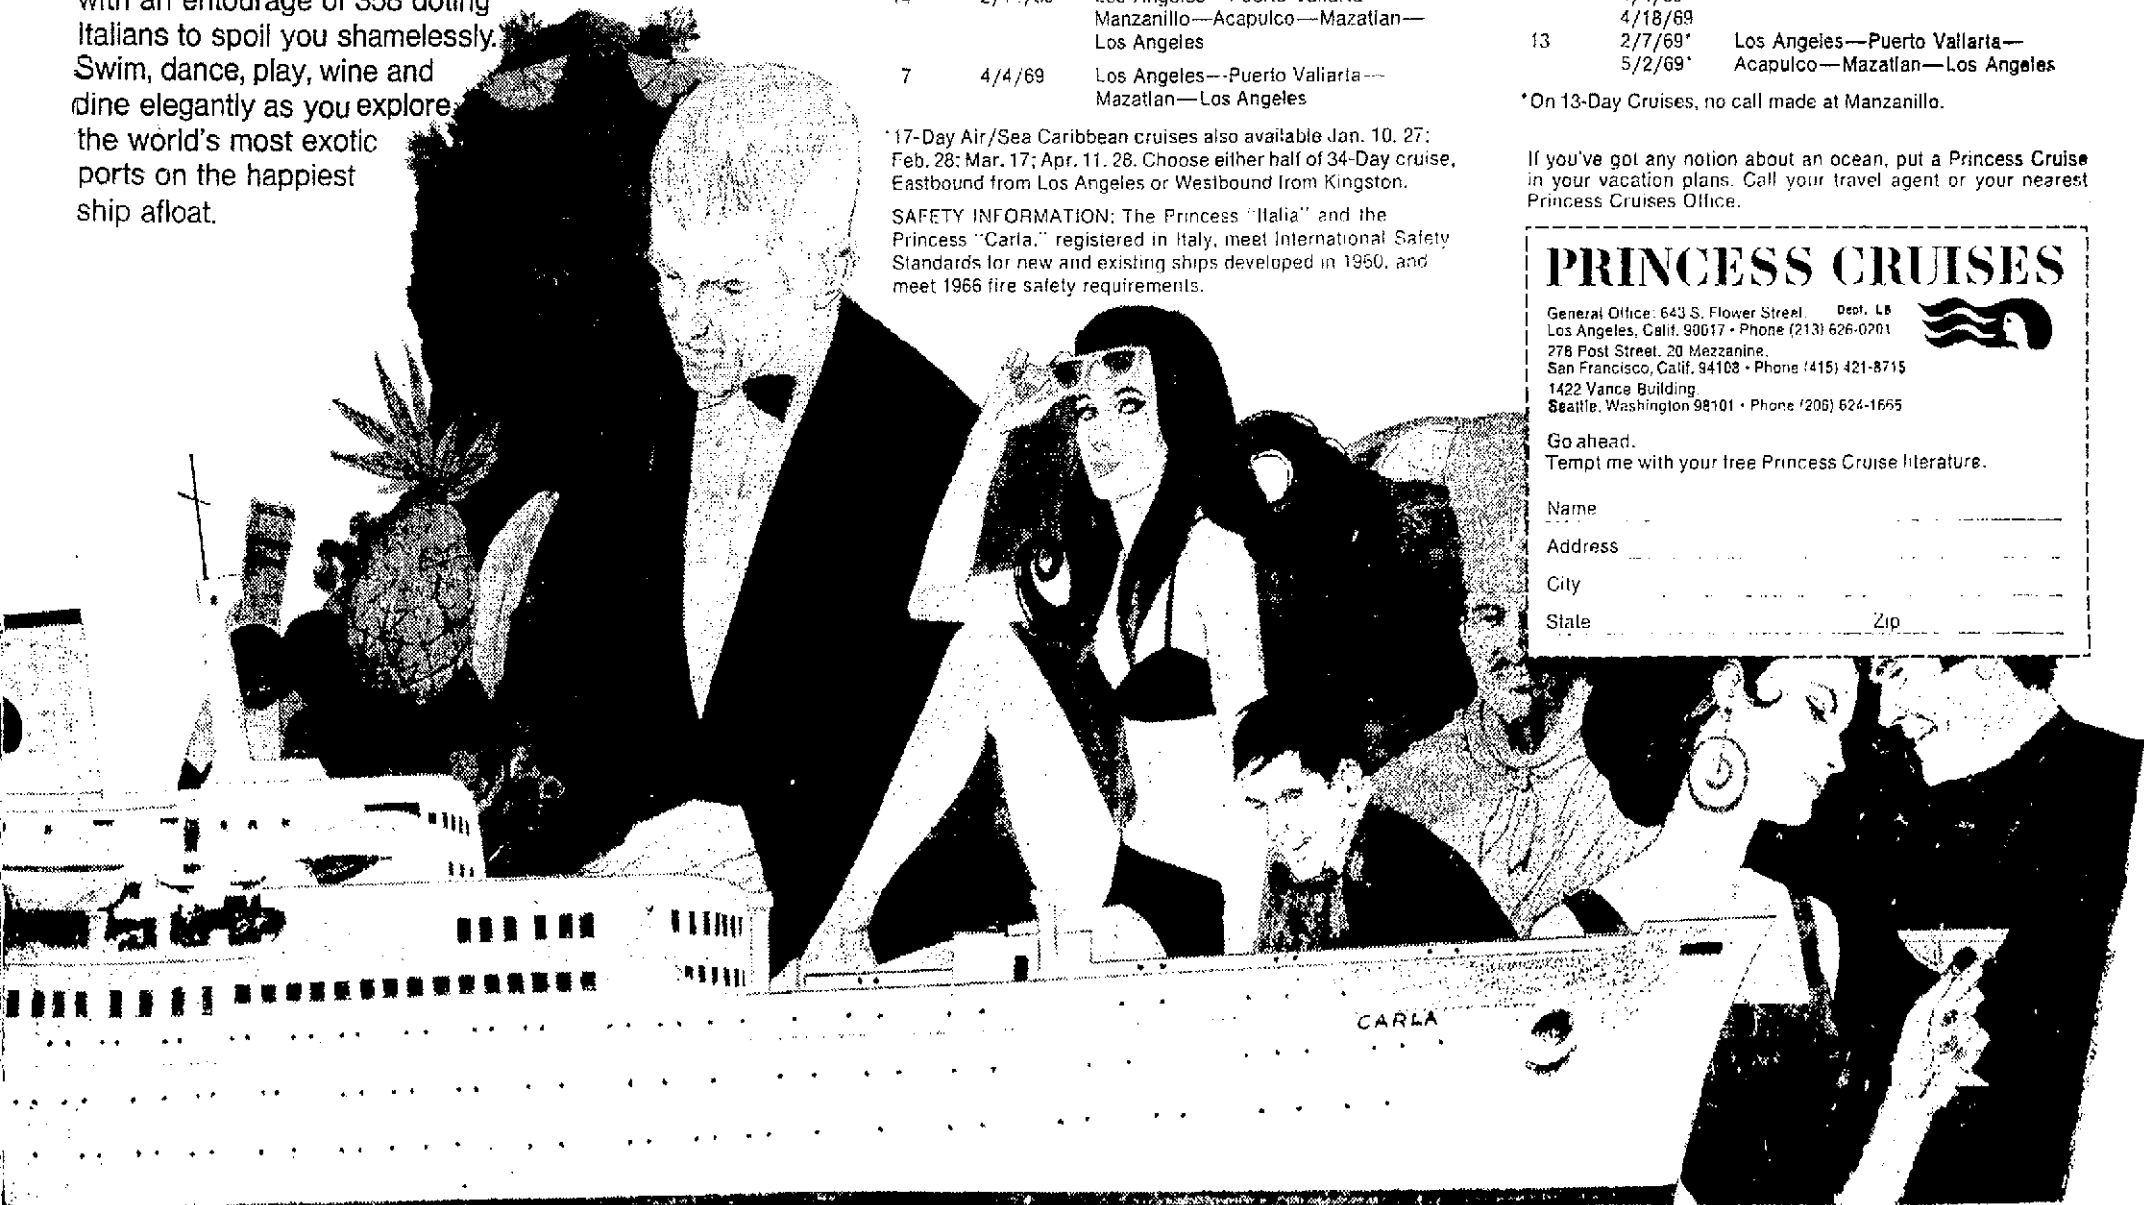 with an entourage of 358 doting
Italians to spoil you shamelessly.
Swim, dance, play, wine and
dine elegantly as you explore
the world's most exotic
ports on the happiest
ship afloat.
Manzanillo—Acapulco—Mazatlan—
Los Angeles
7 4/4/69 Los Angeles--Puerto Vallarta—
Mazatlan—Los Angeles
*17-Day Air/Sea Caribbean cruises also available Jan. 10. 27;
Feb. 28; Mar. 17; Apr. 11. 28. Choose either half of 34-Day cruise,
Eastbound from Los Angeles or Westbound from Kingston.
SAFETY INFORMATION: The Princess "Italia" and the
Princess "Carla," registered in Italy, meet International Safety
Standards for new and existing ships developed in 1960, and
meet 1966 fire safety requirements.
4/18/69
13 2/7/69* Los Angeles—Puerto Vallarta—
5/2/69* Acapulco—Mazatlan—Los Angeles
*On 13-Day Cruises, no call made at Manzanillo.
If you've got any notion about an ocean, put a Princess Cruise
in your vacation plans. Call your travel agent or your nearest
Princess Cruises Office.
PRINCESS CRUISES
General Office: 643 S. Flower Street. Dept. LB
Los Angeles, Calif. 90017 • Phone (213) 626-0201
278 Post Street, 20 Mezzanine.
San Francisco, Calif. 94108 • Phone (415) 421-8715
1422 Vance Building.
Seattle, Washington 98101 • Phone (206) 624-1665
Go ahead.
Tempt me with your free Princess Cruise literature.
Name
Address
City
State Zip
CARLA